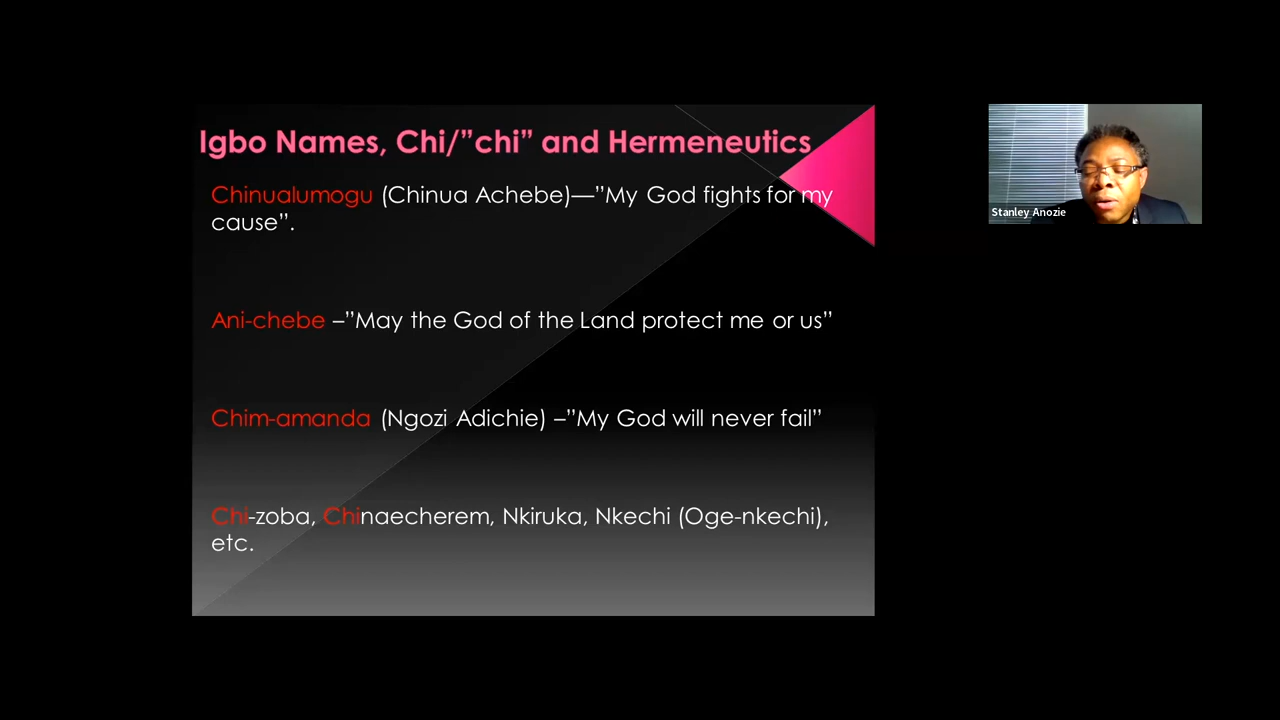 Igbo Names, Chi/”chi” and Hermeneutics
Chinualumogu (Chinua Achebe)—”My God fights for my
cause”.
Ani-chebe –”May the God of the Land protect me or us”
Chim-amanda (Ngozi Adichie) –”My God will never fail”
Chi-zoba, Chinaecherem, Nkiruka, Nkechi (Oge-nkechi),
etc.
Stanley Anozie